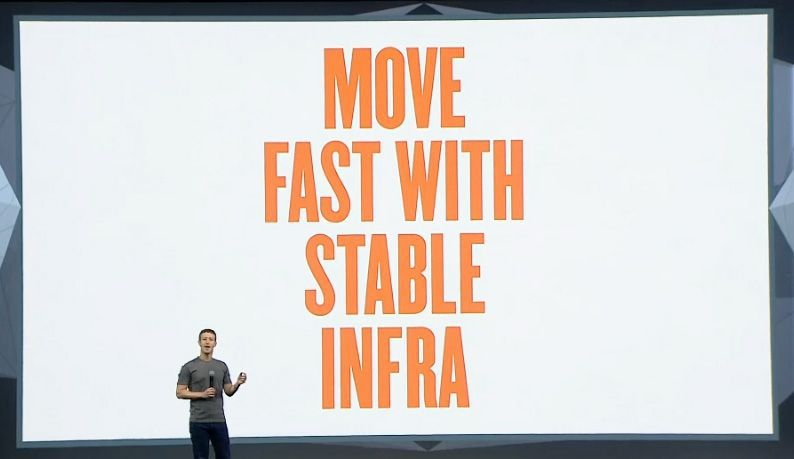 MOVE
FAST WITH
STABLE
INFRA